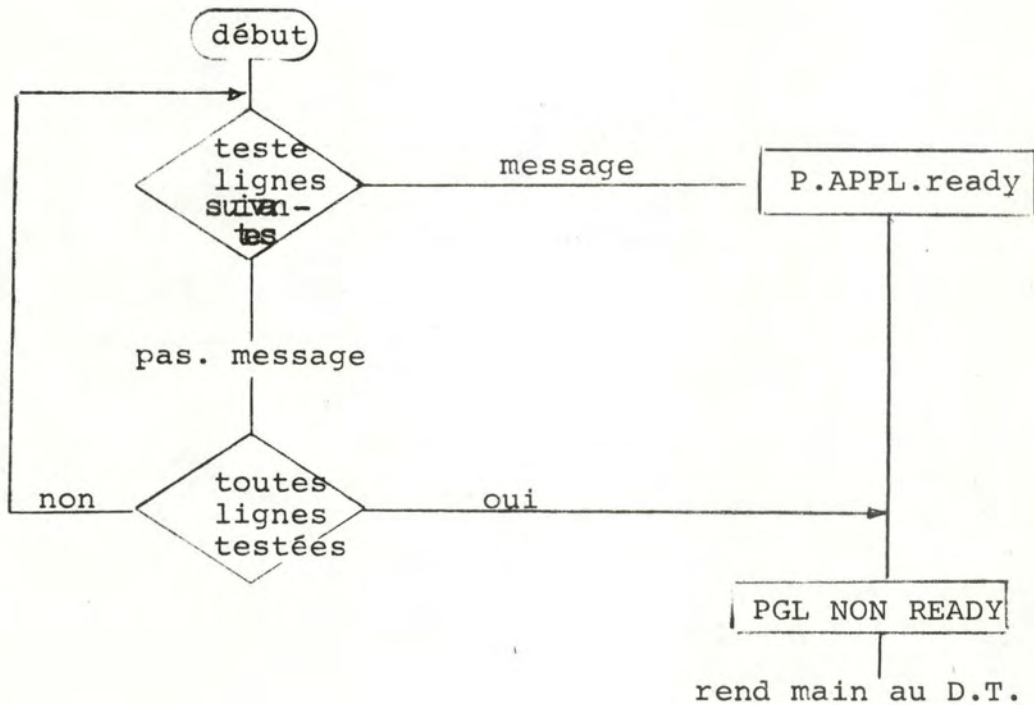 début
teste
lignes
suivan-
tes
message
P.APPL.ready
pas. message
toutes
lignes
testées
non
oui
PGL NON READY
rend main au D.T.